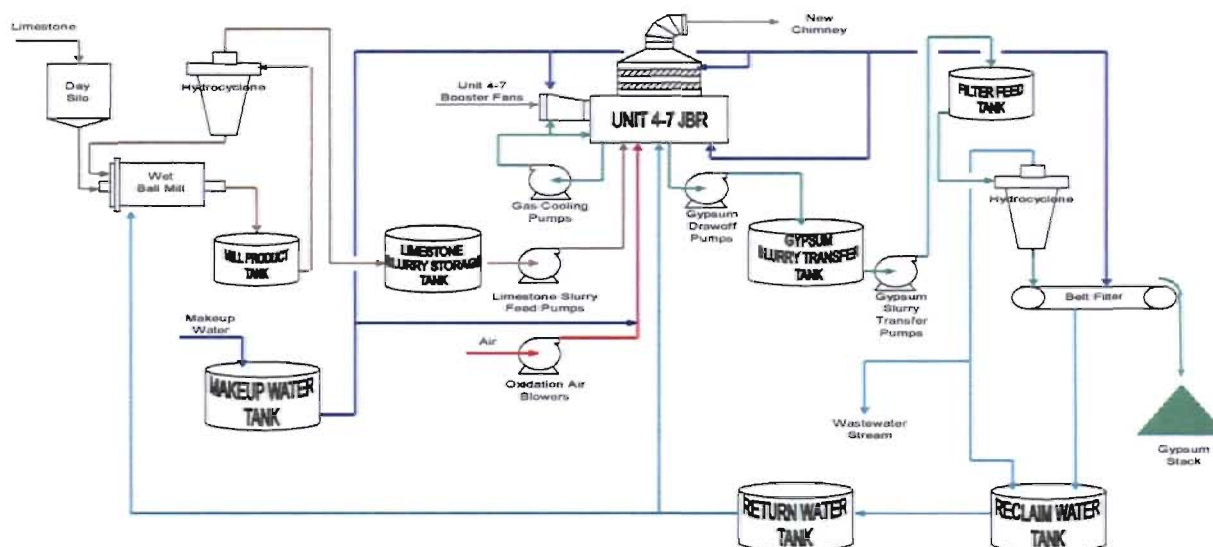 Limestone
Day
Silo
Hydrocyclone
Wet
Ball Mill
MILL PRODUCT
TANK
Makeup
Water
MAKEUP WATER
TANK
LIMESTONE
SLURRY STORAGE
TANK
Limestone Slurry
Feed Pumps
Air
Oxidation Air
Blowers
Unit 4-7
Booster Fans
New
Chimney
UNIT 4-7 JBR
Gas Cooling
Pumps
Gypsum
Drawoff
Pumps
GYPSUM
SLURRY TRANSFER
TANK
Gypsum
Slurry
Transfer
Pumps
FILTER FEED
TANK
Hydrocyclone
Belt Filter
Wastewater
Stream
Gypsum
Stack
RETURN WATER
TANK
RECLAIM WATER
TANK